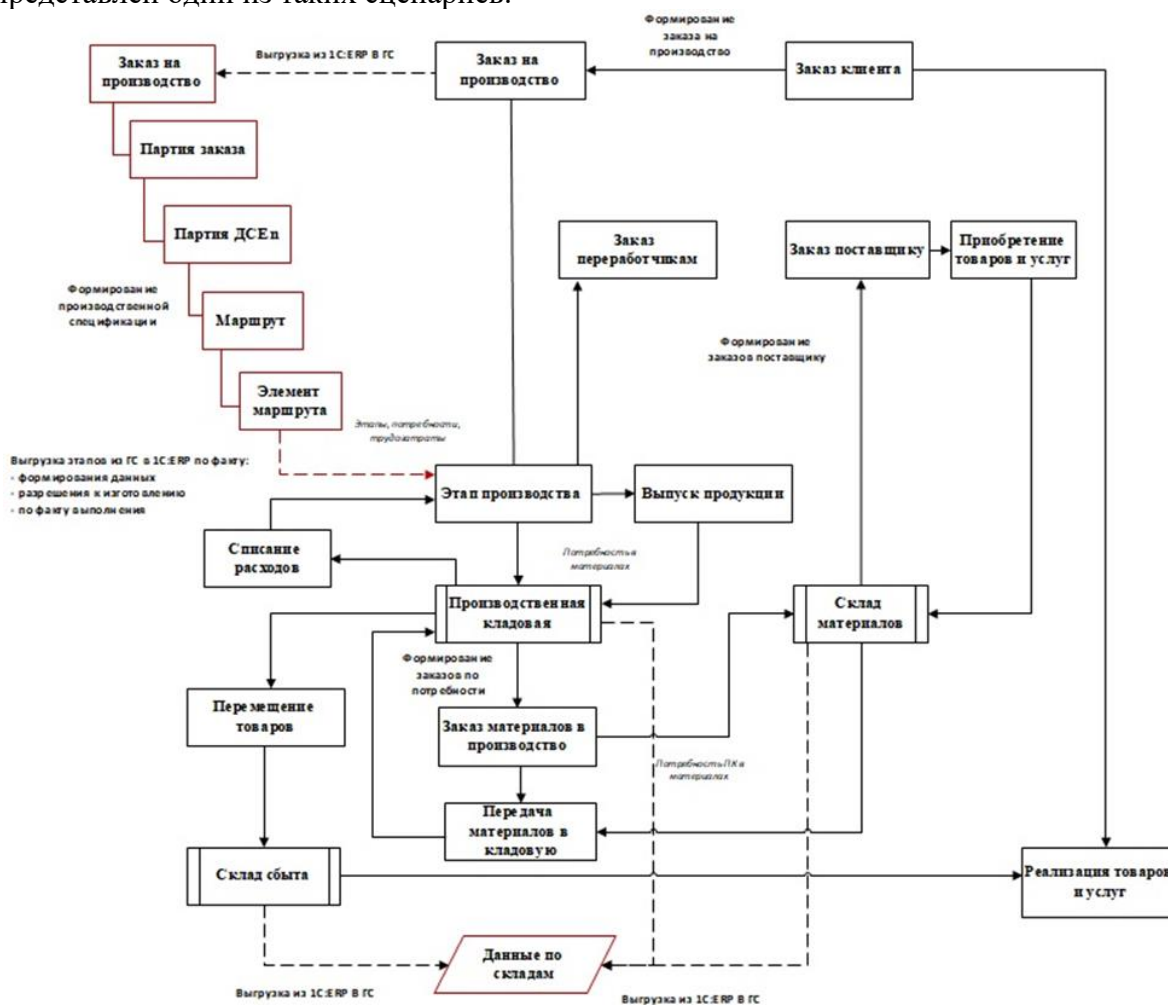 представлен один из таких сценариев.
Формирование
заказа на
производство
Заказ на
производство
Выгрузка из 1С:ERP В ГС
Заказ на
производство
Заказ клиента
Партия заказа
Партия ДСЕп
Заказ
переработчикам
Заказ поставщику
Приобретение
товаров и услуг
Формирование
производственной
спецификации
Маршрут
Формирование
заказов поставщику
Элемент
маршрута
Этапы, потребности,
трудозатраты
Выгрузка этапов из ГС в 1С:ERP по факту:
- формирования данных
- разрешения к изготовлению
- по факту выполнения
Этап производства
Выпуск продукции
Списание
расходов
Потребность в
материалах
Производственная
кладовая
Склад
материалов
Формирование
заказов по
потребности
Перемещение
товаров
Заказ материалов в
производство
Потребность ПК в
материалах
Передача
материалов в
кладовую
Склад сбыта
Реализация товаров
и услуг
Данные по
складам
Выгрузка из 1С:ERP В ГС
Выгрузка из 1С:ERP В ГС